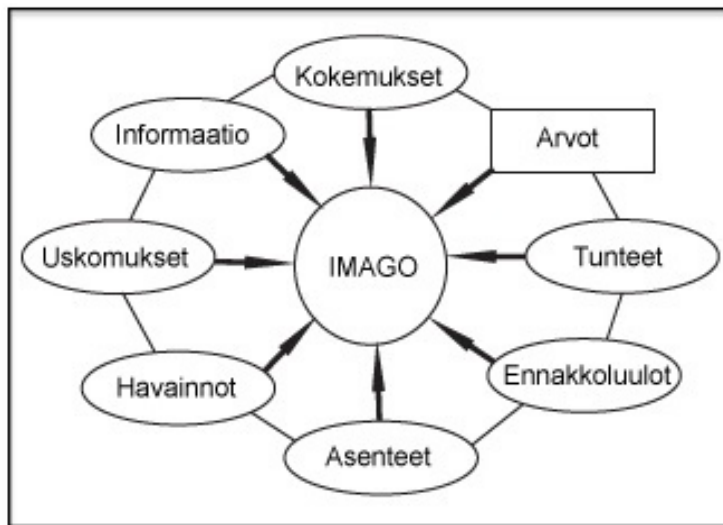 Kokemukset
Informaatio
Arvot
Uskomukset
IMAGO
Tunteet
Havainnot
Ennakkoluulot
Asenteet